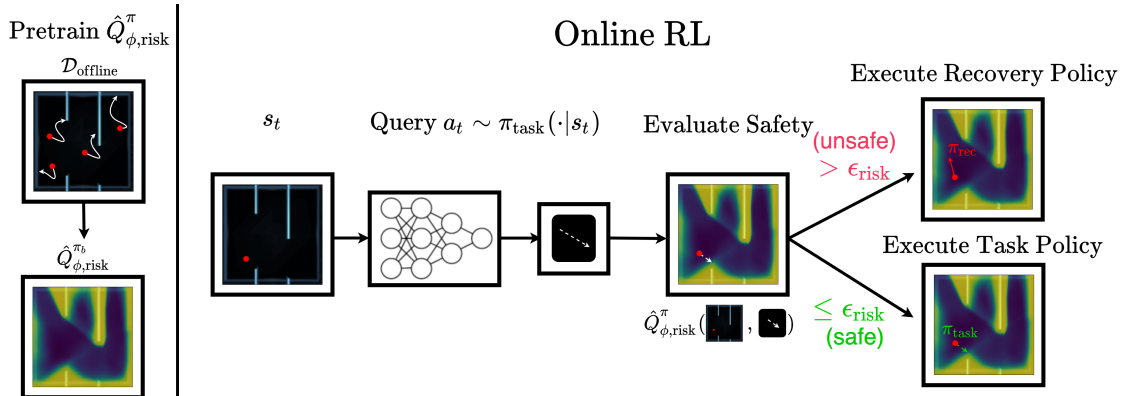 Pretrain $\hat{Q}^{\pi}_{\phi,\text{risk}}$
$\mathcal{D}_{\text{offline}}$
$\hat{Q}^{\pi_b}_{\phi,\text{risk}}$
Online RL
$s_t$
Query $a_t \sim \pi_{\text{task}}(\cdot|s_t)$
Evaluate Safety
$\hat{Q}^{\pi}_{\phi,\text{risk}}($ , $)$
(unsafe)
$> \epsilon_{\text{risk}}$
$\leq \epsilon_{\text{risk}}$
(safe)
Execute Recovery Policy
$\pi_{\text{rec}}$
Execute Task Policy
$\pi_{\text{task}}$